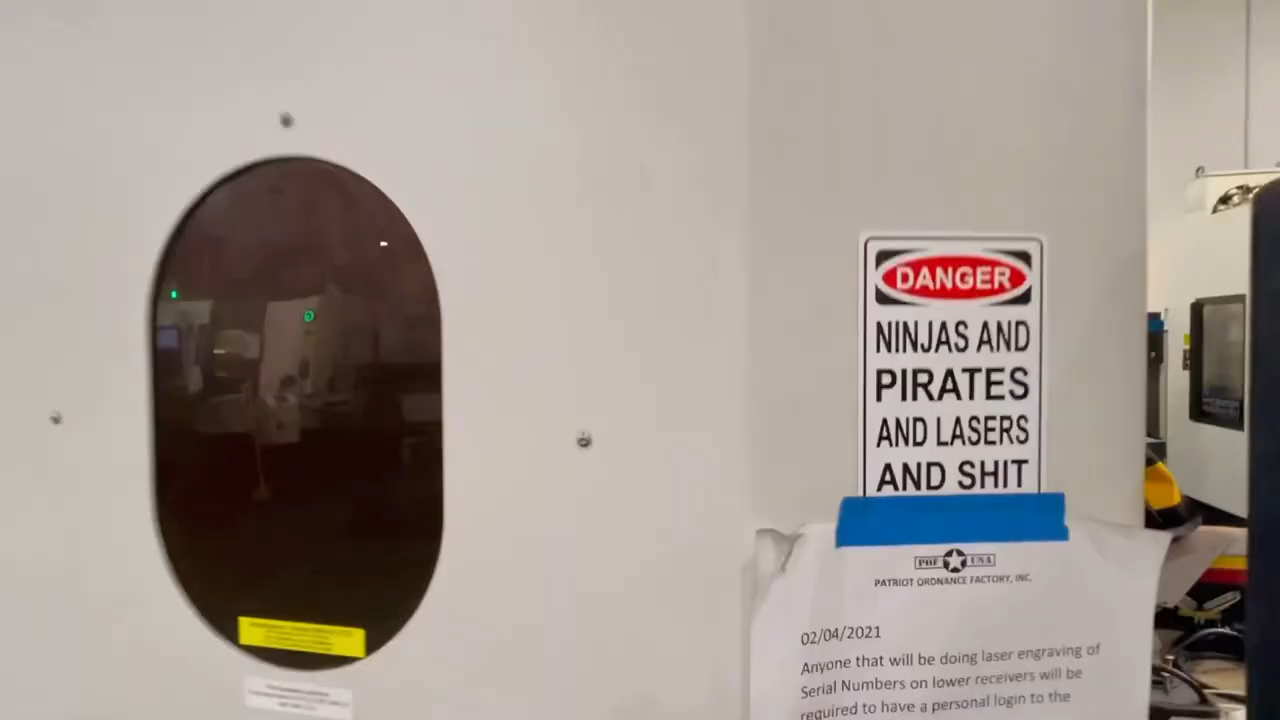 DANGER
NINJAS AND
PIRATES
AND LASERS
AND SHIT
POF USA
PATRIOT ORDNANCE FACTORY, INC.
02/04/2021
Anyone that will be doing laser engraving of
Serial Numbers on lower receivers will be
required to have a personal login to the